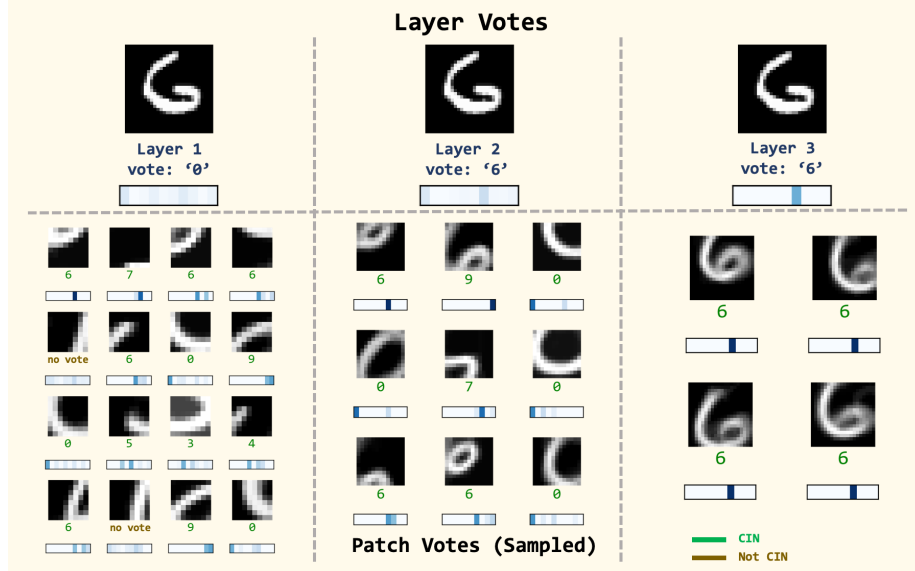 Layer Votes
Layer 1
vote: ‘0’
Layer 2
vote: ‘6’
Layer 3
vote: ‘6’
6 7 6 6
no vote 6 0 9
0 5 3 4
6 no vote 9 0
6 9 0
0 7 0
6 6 0
Patch Votes (Sampled)
6 6
6 6
CIN
Not CIN